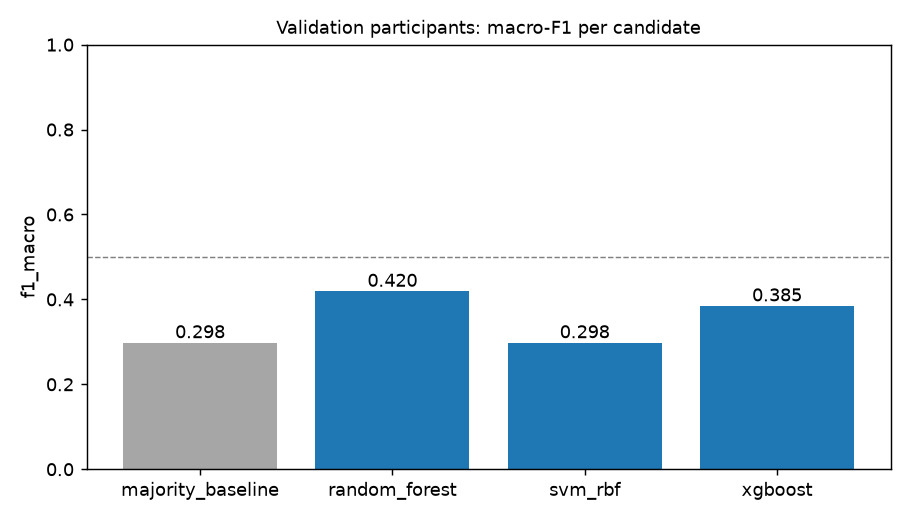 Validation participants: macro-F1 per candidate
f1_macro
1.0
0.8
0.6
0.4
0.2
0.0
0.298
0.420
0.298
0.385
majority_baseline
random_forest
svm_rbf
xgboost